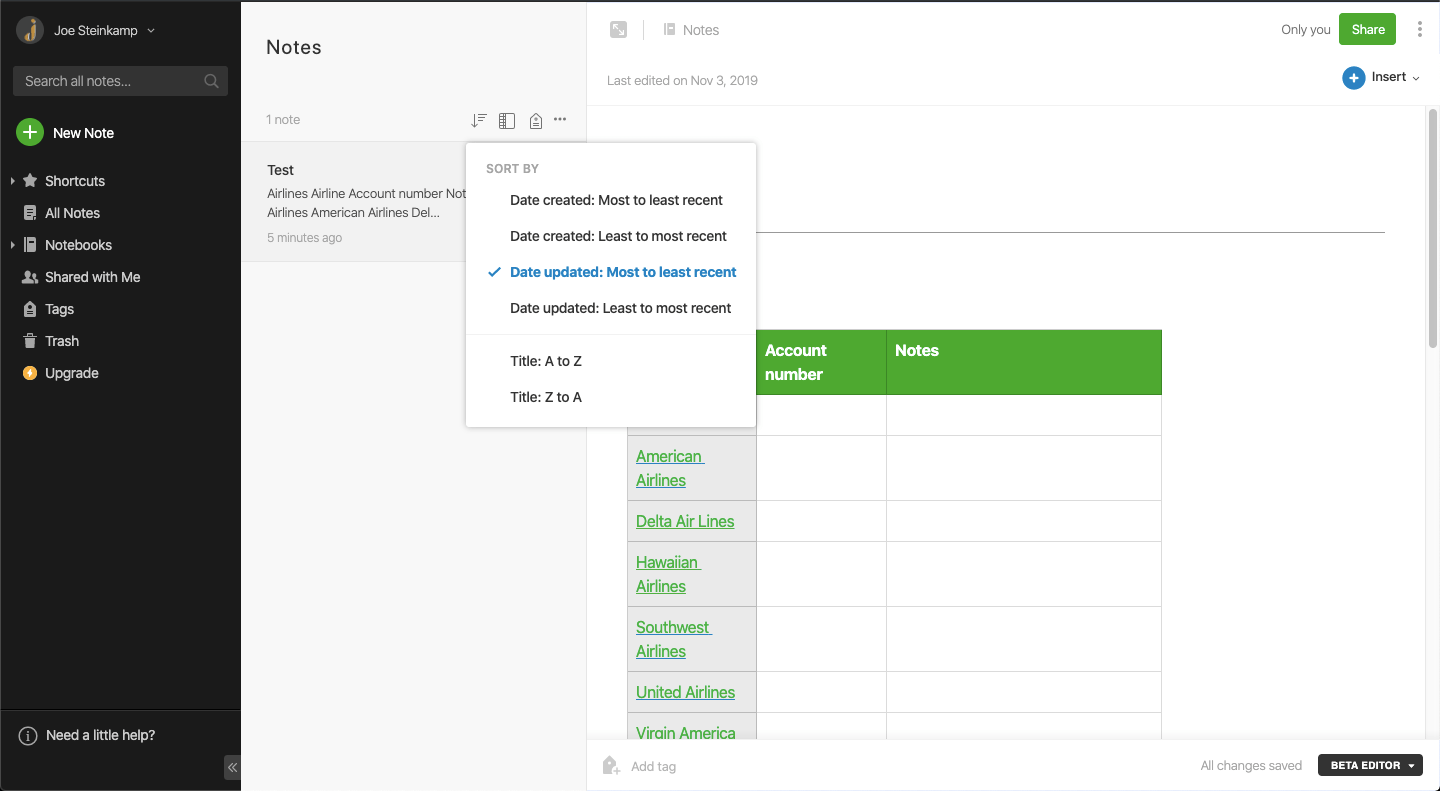 Joe Steinkamp
Search all notes...
New Note
Shortcuts
All Notes
Notebooks
Shared with Me
Tags
Trash
Upgrade
Need a little help?
Notes
1 note
Test
Airlines Airline Account number Not
Airlines American Airlines Del...
5 minutes ago
SORT BY
Date created: Most to least recent
Date created: Least to most recent
Date updated: Most to least recent
Date updated: Least to most recent
Title: A to Z
Title: Z to A
Notes
Only you
Share
Last edited on Nov 3, 2019
Insert
Account
number
Notes
American
Airlines
Delta Air Lines
Hawaiian
Airlines
Southwest
Airlines
United Airlines
Virgin America
Add tag
All changes saved
BETA EDITOR